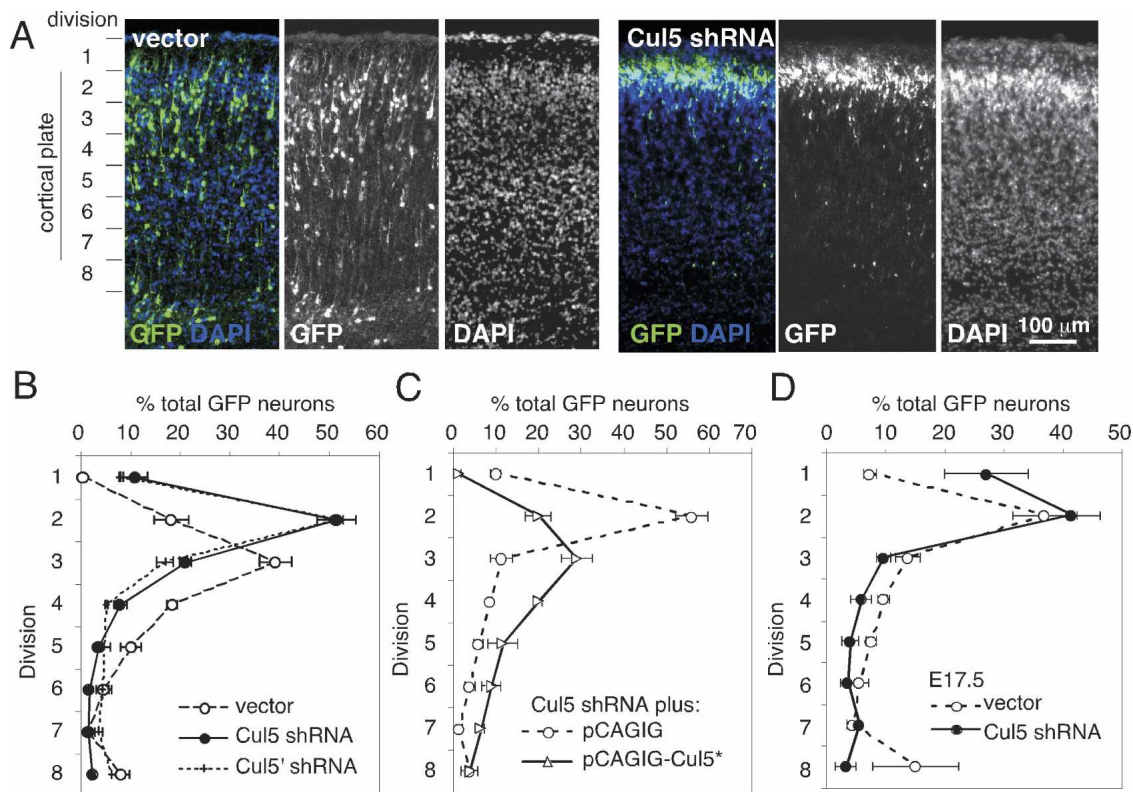 A
division
1
2
3
4
5
6
7
8
cortical plate
vector
GFP DAPI
GFP
DAPI
Cul5 shRNA
GFP DAPI
GFP
DAPI
100 μm
B
% total GFP neurons
0 10 20 30 40 50 60
Division
1
2
3
4
5
6
7
8
vector
Cul5 shRNA
Cul5' shRNA
C
% total GFP neurons
0 10 20 30 40 50 60 70
Division
1
2
3
4
5
6
7
8
Cul5 shRNA plus:
pCAGIG
pCAGIG-Cul5*
D
% total GFP neurons
0 10 20 30 40 50
Division
1
2
3
4
5
6
7
8
E17.5
vector
Cul5 shRNA